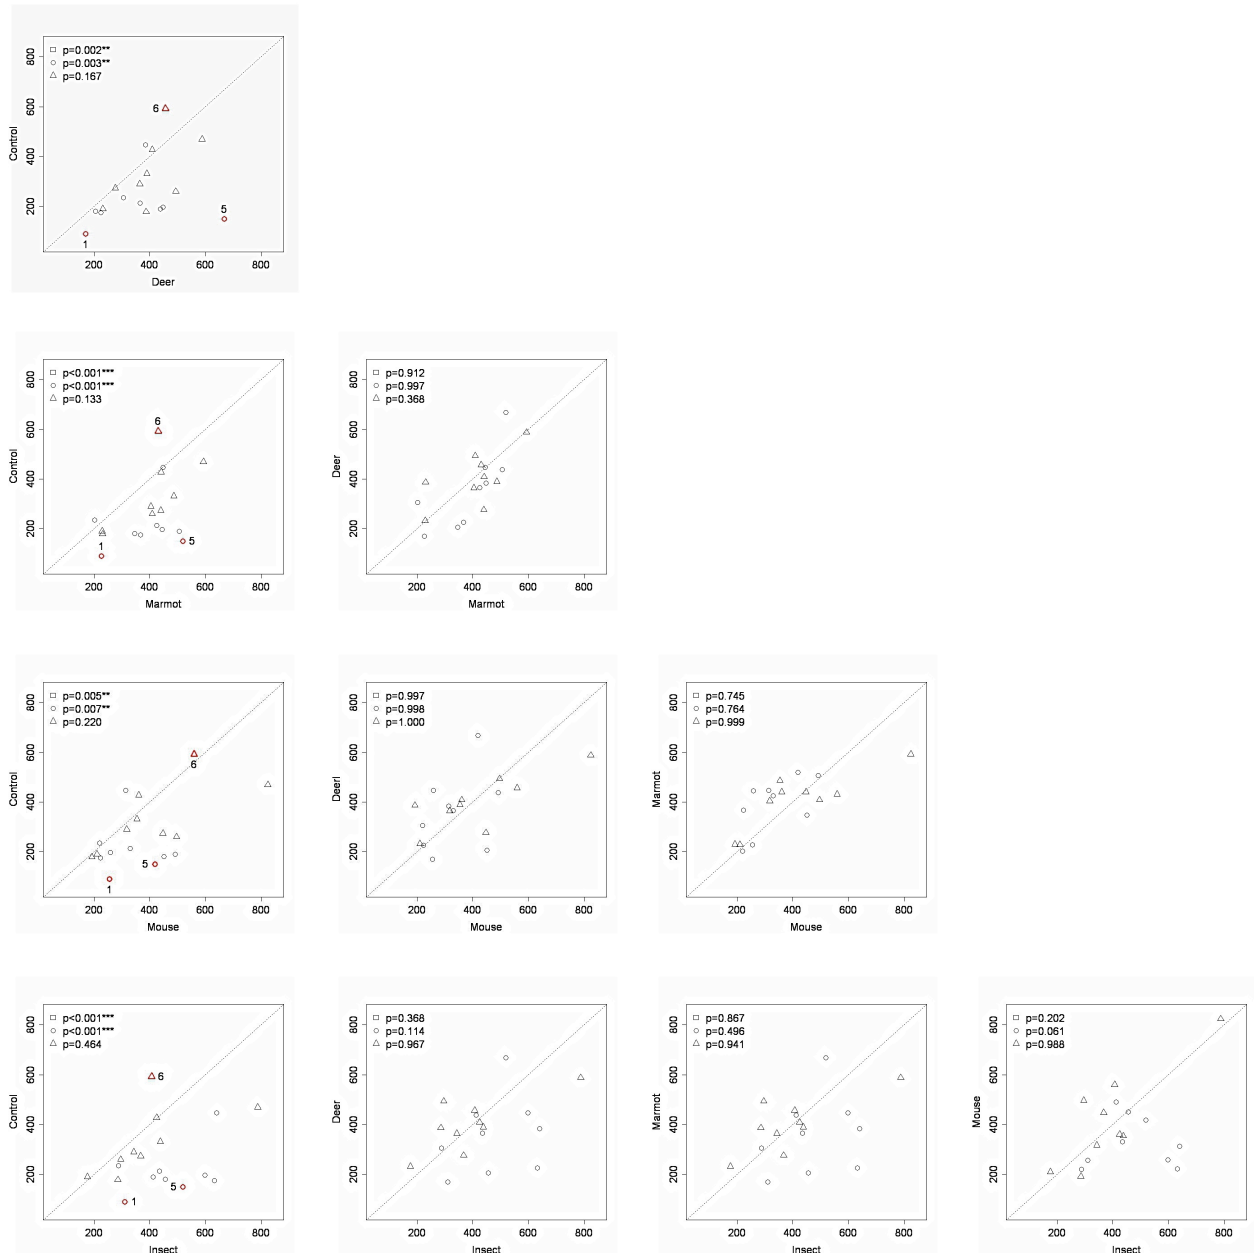 □ p=0.002**
○ p=0.003**
△ p=0.167
6
5
1
800
600
400
200
Control
200 400 600 800
Deer
□ p<0.001***
○ p<0.001***
△ p=0.133
6
1
5
800
600
400
200
Control
200 400 600 800
Marmot
□ p=0.912
○ p=0.997
△ p=0.368
800
600
400
200
Deer
200 400 600 800
Marmot
□ p=0.005**
○ p=0.007**
△ p=0.220
6
5
1
800
600
400
200
Control
200 400 600 800
Mouse
□ p=0.997
○ p=0.998
△ p=1.000
800
600
400
200
Deerl
200 400 600 800
Mouse
□ p=0.745
○ p=0.764
△ p=0.999
800
600
400
200
Marmot
200 400 600 800
Mouse
□ p<0.001***
○ p<0.001***
△ p=0.464
6
5
1
800
600
400
200
Control
200 400 600 800
Insect
□ p=0.368
○ p=0.114
△ p=0.967
800
600
400
200
Deer
200 400 600 800
Insect
□ p=0.867
○ p=0.496
△ p=0.941
800
600
400
200
Marmot
200 400 600 800
Insect
□ p=0.202
○ p=0.061
△ p=0.988
800
600
400
200
Mouse
200 400 600 800
Insect